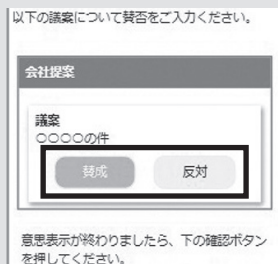 以下の議案について賛否をご入力ください。
会社提案
議案
○○○○の件
賛成 反対
意思表示が終わりましたら、下の確認ボタン
を押してください。